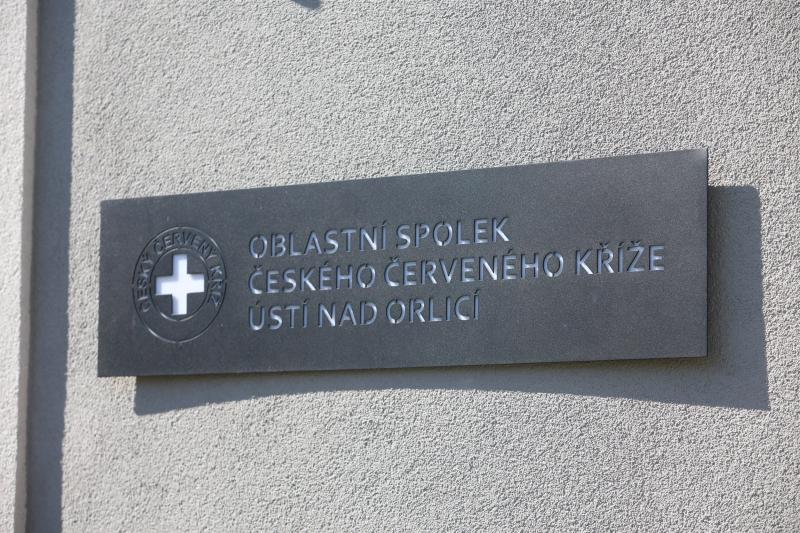 ČESKÝ ČERVENÝ KŘÍŽ
OBLASTNÍ SPOLEK
ČESKÉHO ČERVENÉHO KŘÍŽE
ÚSTÍ NAD ORLICÍ